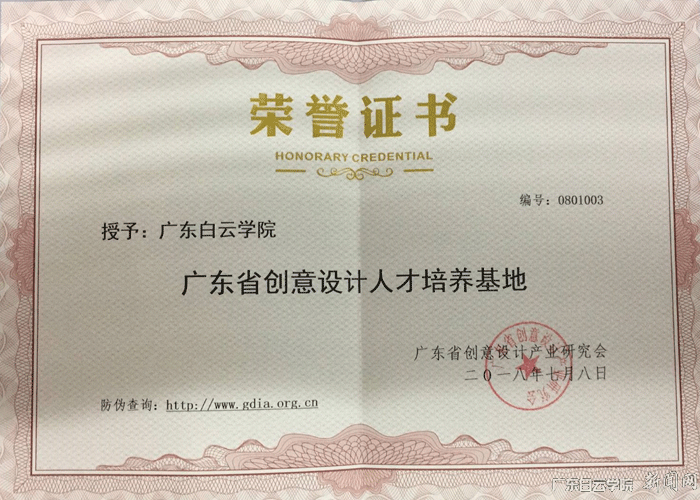 荣誉证书
HONORARY CREDENTIAL
编号：0801003
授予：广东白云学院
广东省创意设计人才培养基地
广东省创意设计产业研究会
二〇一八年七月八日
防伪查询：http://www.gdia.org.cn
广东白云学院 新闻网